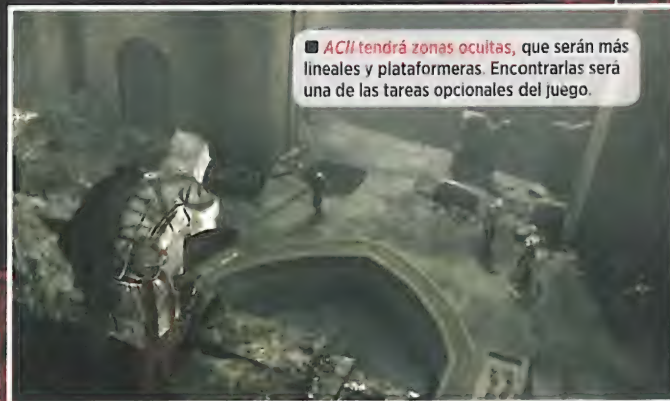 ■ ACII tendrá zonas ocultas, que serán más
lineales y plataformeras. Encontrarlas será
una de las tareas opcionales del juego.